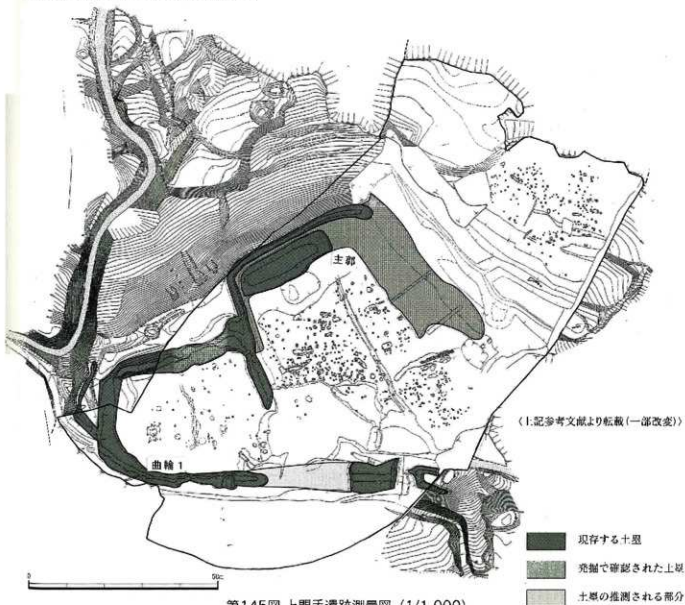 主郭
曲輪1
(上記参考文献より転載(一部改変))
現存する土塁
発掘で確認された土塁
土塁の推測される部分
0 50m
第145図 上間手遺跡測量図 (1/1,000)